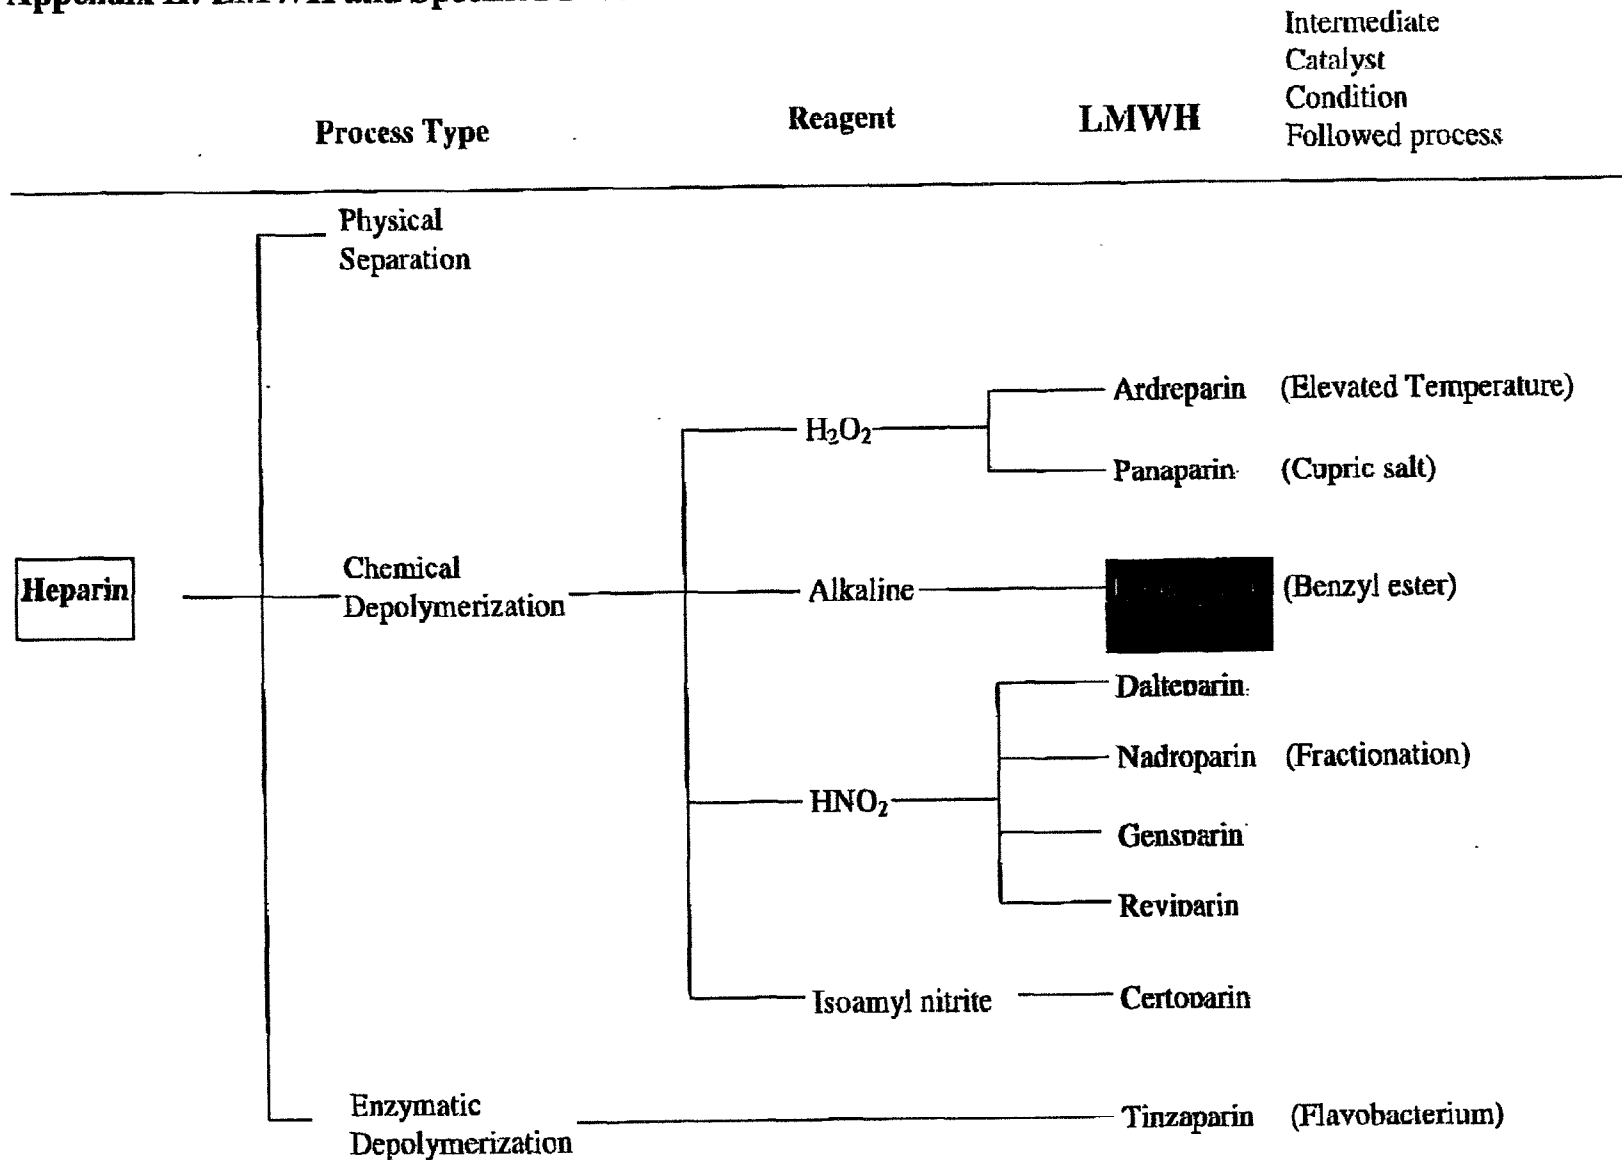 Intermediate
Catalyst
Condition
Followed process
Process Type
Reagent
LMWH
Physical
Separation
Ardreparin (Elevated Temperature)
H₂O₂
Panaparin (Cupric salt)
Heparin
Chemical
Depolymerization
Alkaline
(Benzyl ester)
Dalteparin
Nadroparin (Fractionation)
HNO₂
Gensparin
Reviparin
Isoamyl nitrite
Certoparin
Enzymatic
Depolymerization
Tinzaparin (Flavobacterium)